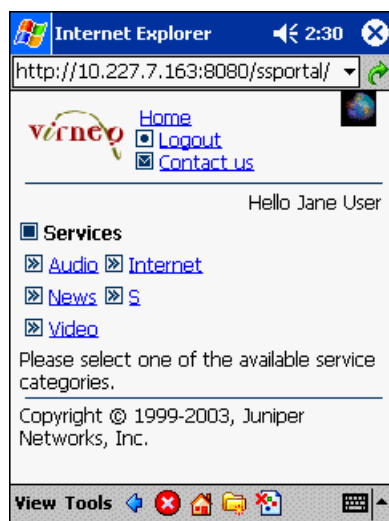 Internet Explorer 2:30
http://10.227.7.163:8080/ssportal/
virneo
Home
Logout
Contact us
Hello Jane User
Services
Audio Internet
News S
Video
Please select one of the available service
categories.
Copyright © 1999-2003, Juniper
Networks, Inc.
View Tools